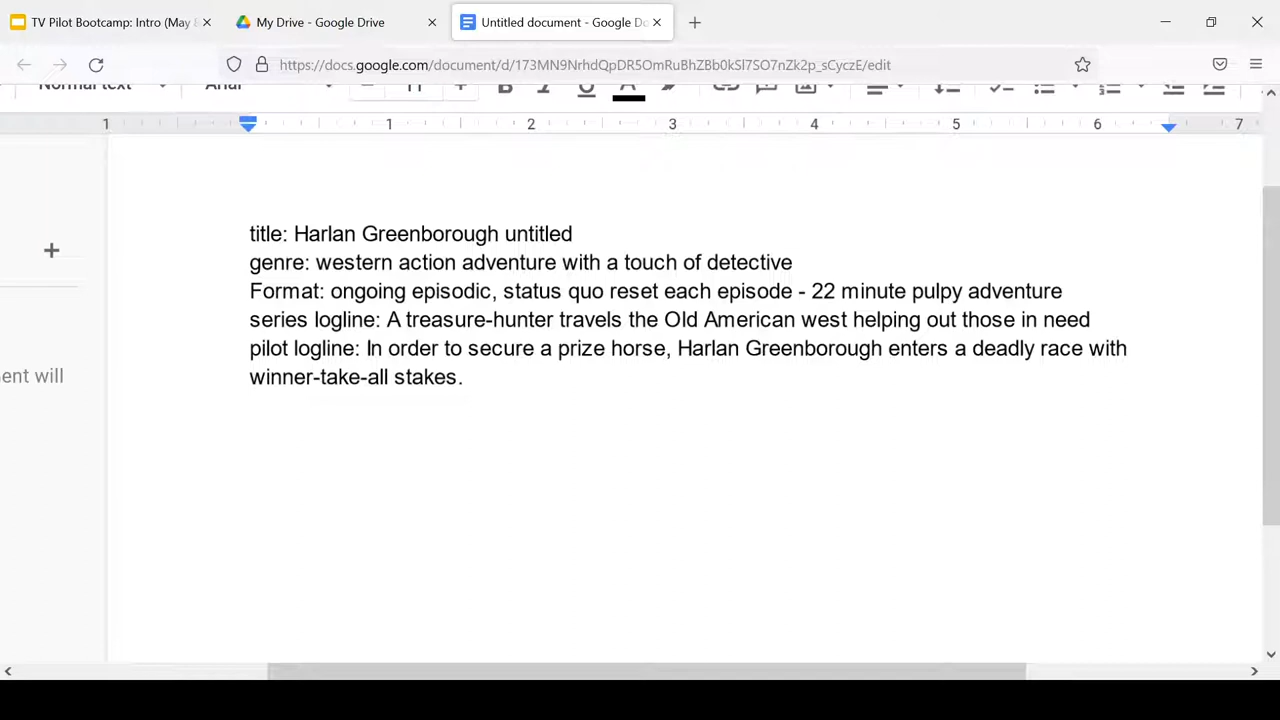 TV Pilot Bootcamp: Intro (May 8
My Drive - Google Drive
Untitled document - Google Do
https://docs.google.com/document/d/173MN9NrhdQpDR5OmRuBhZBb0kSl7SO7nZk2p_sCyczE/edit
Normal text Arial 11
1 1 2 3 4 5 6 7
title: Harlan Greenborough untitled
genre: western action adventure with a touch of detective
Format: ongoing episodic, status quo reset each episode - 22 minute pulpy adventure
series logline: A treasure-hunter travels the Old American west helping out those in need
pilot logline: In order to secure a prize horse, Harlan Greenborough enters a deadly race with
winner-take-all stakes.
ent will